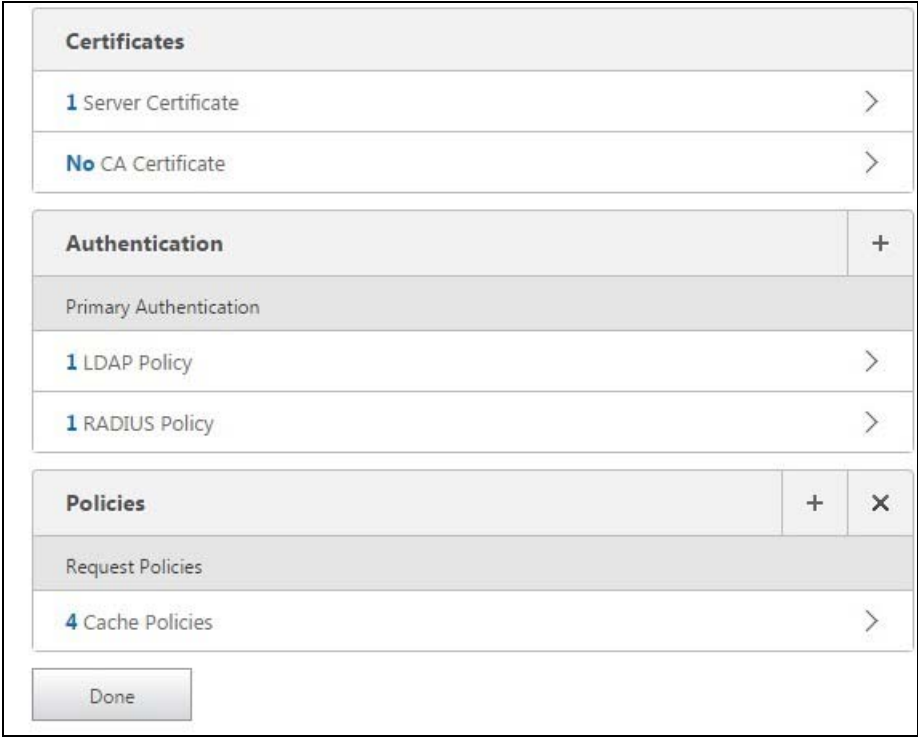 Certificates
1 Server Certificate
No CA Certificate
Authentication
Primary Authentication
1 LDAP Policy
1 RADIUS Policy
Policies
Request Policies
4 Cache Policies
Done